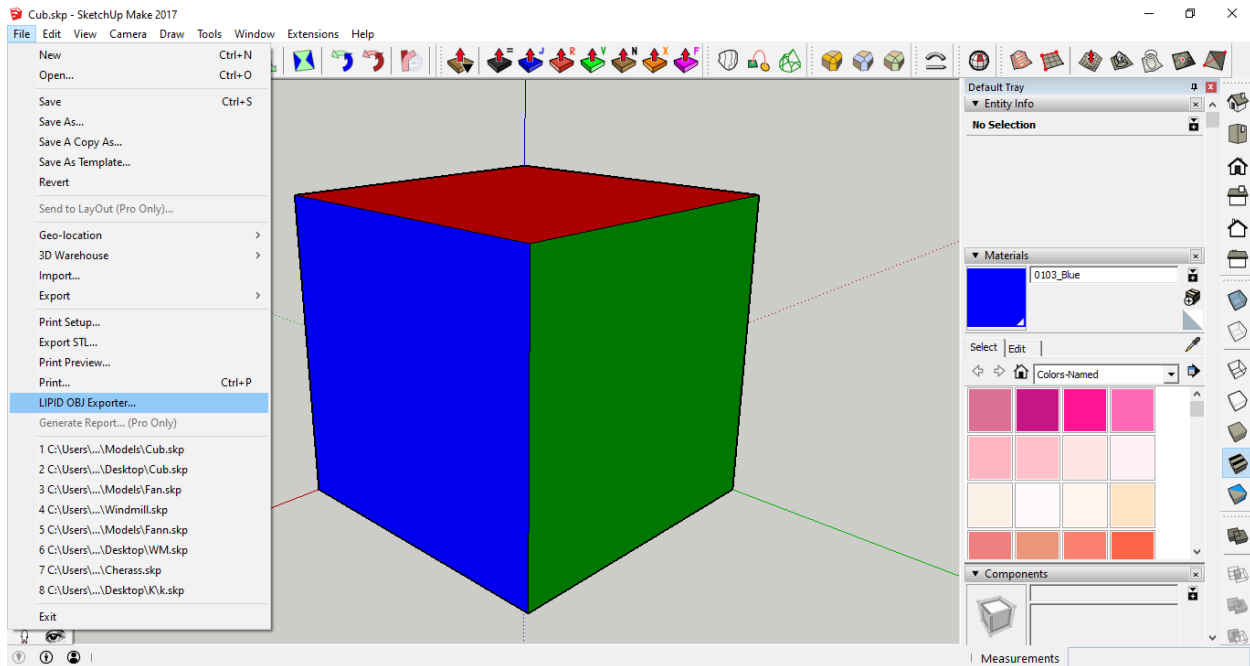 Cub.skp - SketchUp Make 2017
File Edit View Camera Draw Tools Window Extensions Help
New Ctrl+N
Open... Ctrl+O
Save Ctrl+S
Save As...
Save A Copy As...
Save As Template...
Revert
Send to LayOut (Pro Only)...
Geo-location
3D Warehouse
Import...
Export
Print Setup...
Export STL...
Print Preview...
Print... Ctrl+P
LIPID OBJ Exporter...
Generate Report... (Pro Only)
1 C:\Users\...\Models\Cub.skp
2 C:\Users\...\Desktop\Cub.skp
3 C:\Users\...\Models\Fan.skp
4 C:\Users\...\Windmill.skp
5 C:\Users\...\Models\Fann.skp
6 C:\Users\...\Desktop\WM.skp
7 C:\Users\...\Cherass.skp
8 C:\Users\...\Desktop\K\k.skp
Exit
= J R V N X F
Default Tray
Entity Info
No Selection
Materials
0103_Blue
Select Edit
Colors-Named
Components
Measurements